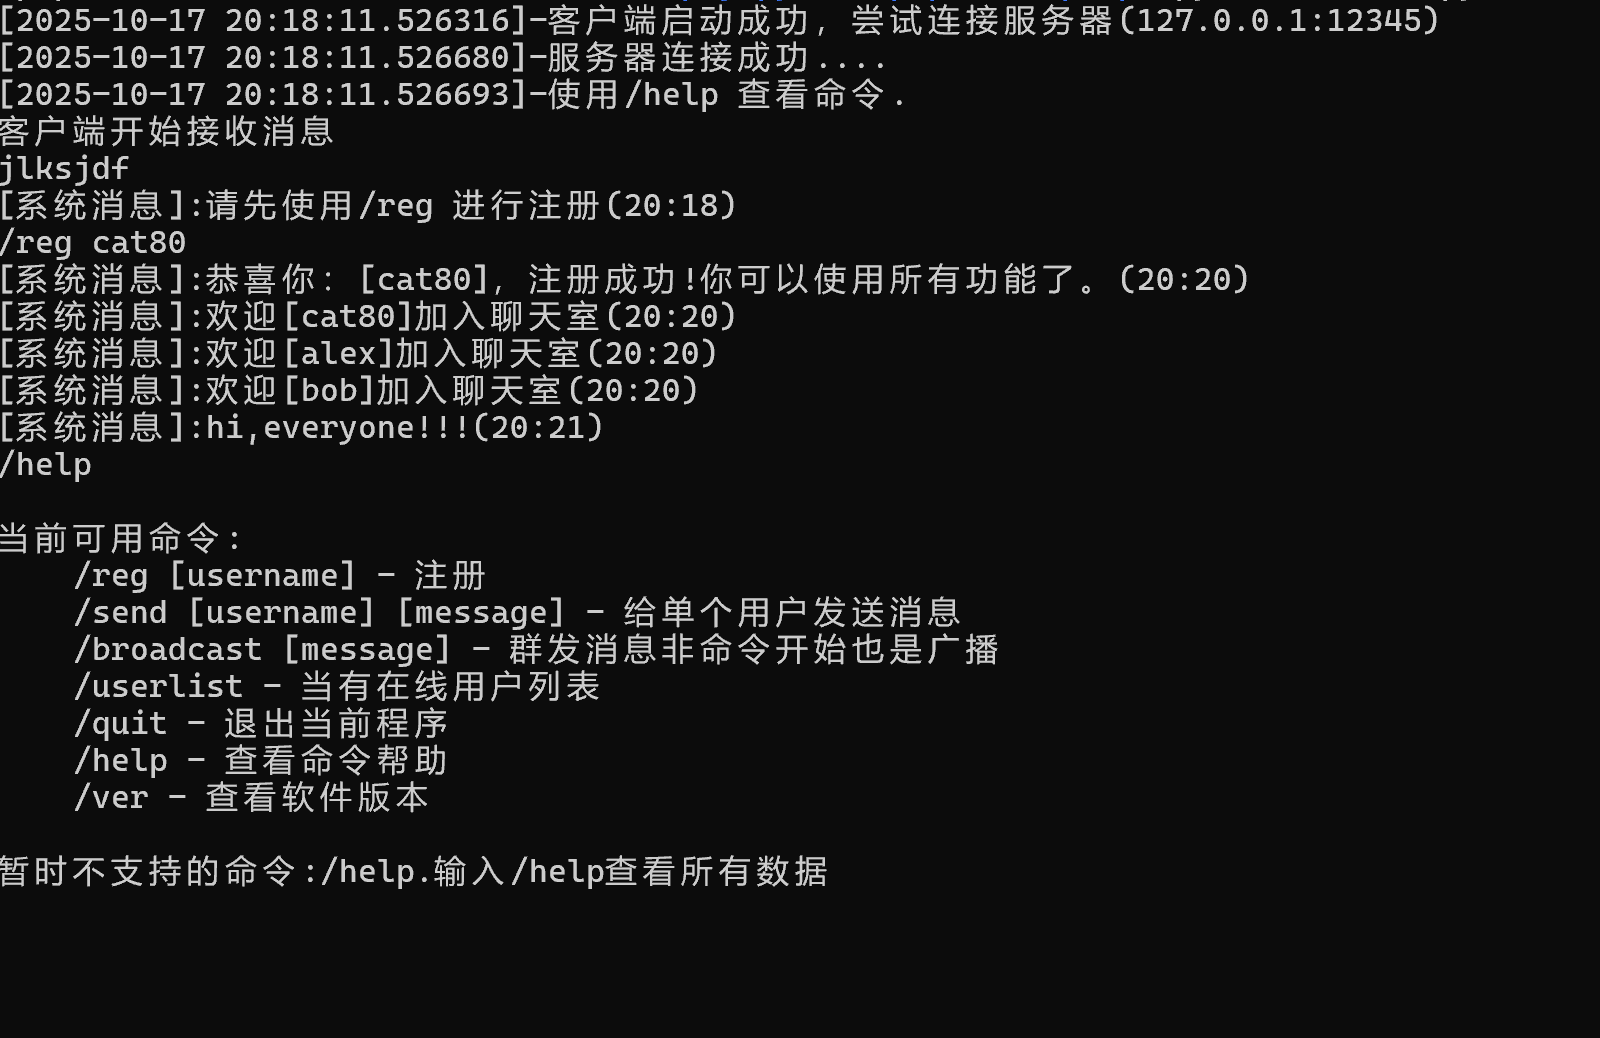 [2025-10-17 20:18:11.526316]-客户端启动成功，尝试连接服务器(127.0.0.1:12345)
[2025-10-17 20:18:11.526680]-服务器连接成功....
[2025-10-17 20:18:11.526693]-使用/help 查看命令.
客户端开始接收消息
jlksjdf
[系统消息]:请先使用/reg 进行注册(20:18)
/reg cat80
[系统消息]:恭喜你：[cat80]，注册成功!你可以使用所有功能了。(20:20)
[系统消息]:欢迎[cat80]加入聊天室(20:20)
[系统消息]:欢迎[alex]加入聊天室(20:20)
[系统消息]:欢迎[bob]加入聊天室(20:20)
[系统消息]:hi,everyone!!!(20:21)
/help
当前可用命令:
/reg [username] - 注册
/send [username] [message] - 给单个用户发送消息
/broadcast [message] - 群发消息非命令开始也是广播
/userlist - 当有在线用户列表
/quit - 退出当前程序
/help - 查看命令帮助
/ver - 查看软件版本
暂时不支持的命令:/help.输入/help查看所有数据